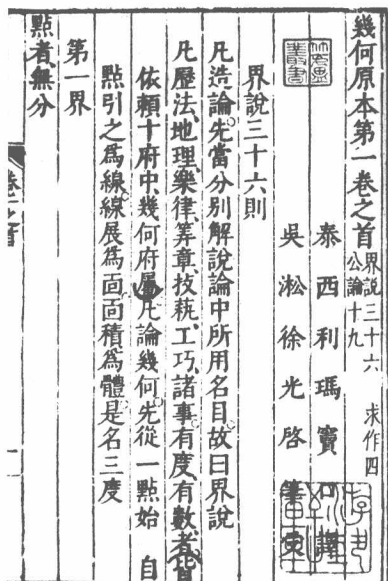 幾何原本第一卷之首 界說三十六 求作四
公論十九
泰西利瑪竇口譯
吳淞徐光啓筆受
界說三十六則
凡造論先當分別解說論中所用名目故曰界說
凡歷法地理樂律筭章技藝工巧諸事有度有數者皆
依賴十府中幾何府屬凡論幾何先從一點始 自
點引之爲線線展爲面面積爲體是名三度
第一界
點者無分